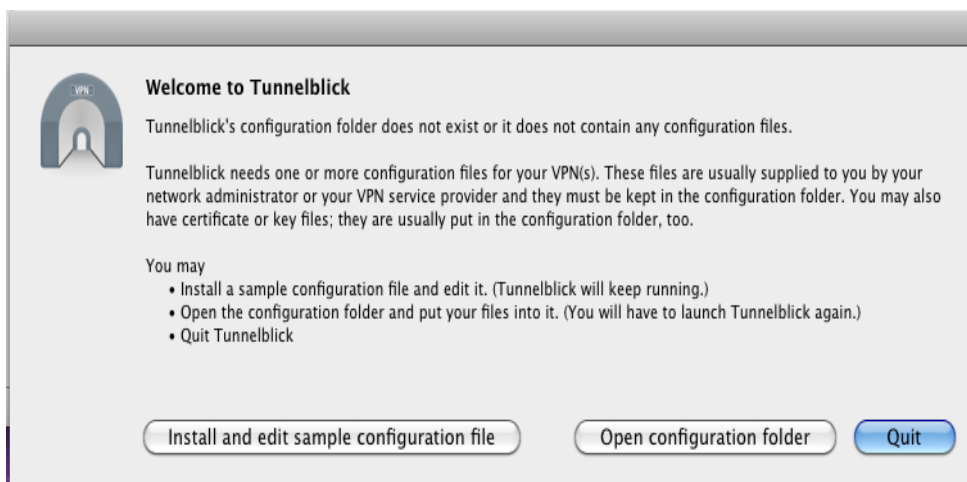 VPN
Welcome to Tunnelblick
Tunnelblick's configuration folder does not exist or it does not contain any configuration files.
Tunnelblick needs one or more configuration files for your VPN(s). These files are usually supplied to you by your
network administrator or your VPN service provider and they must be kept in the configuration folder. You may also
have certificate or key files; they are usually put in the configuration folder, too.
You may
• Install a sample configuration file and edit it. (Tunnelblick will keep running.)
• Open the configuration folder and put your files into it. (You will have to launch Tunnelblick again.)
• Quit Tunnelblick
Install and edit sample configuration file
Open configuration folder
Quit